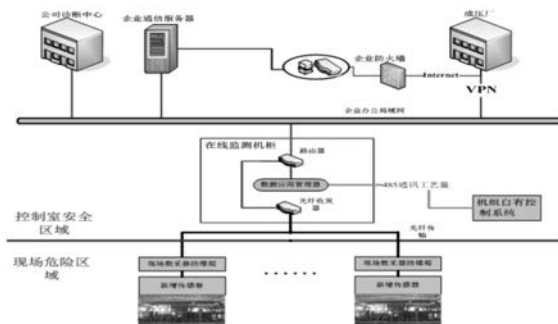 公司诊断中心
企业通信服务器
成压厂
企业防火墙
Internet
VPN
企业办公局域网
在线监测机柜
路由器
数据应用管理器
485通讯工艺量
光纤收发
器
机组自有控
制系统
控制室安全
区域
光纤传
输
现场危险区
域
现场数采器防爆箱
现场数采器防爆箱
新增传感器
新增传感器